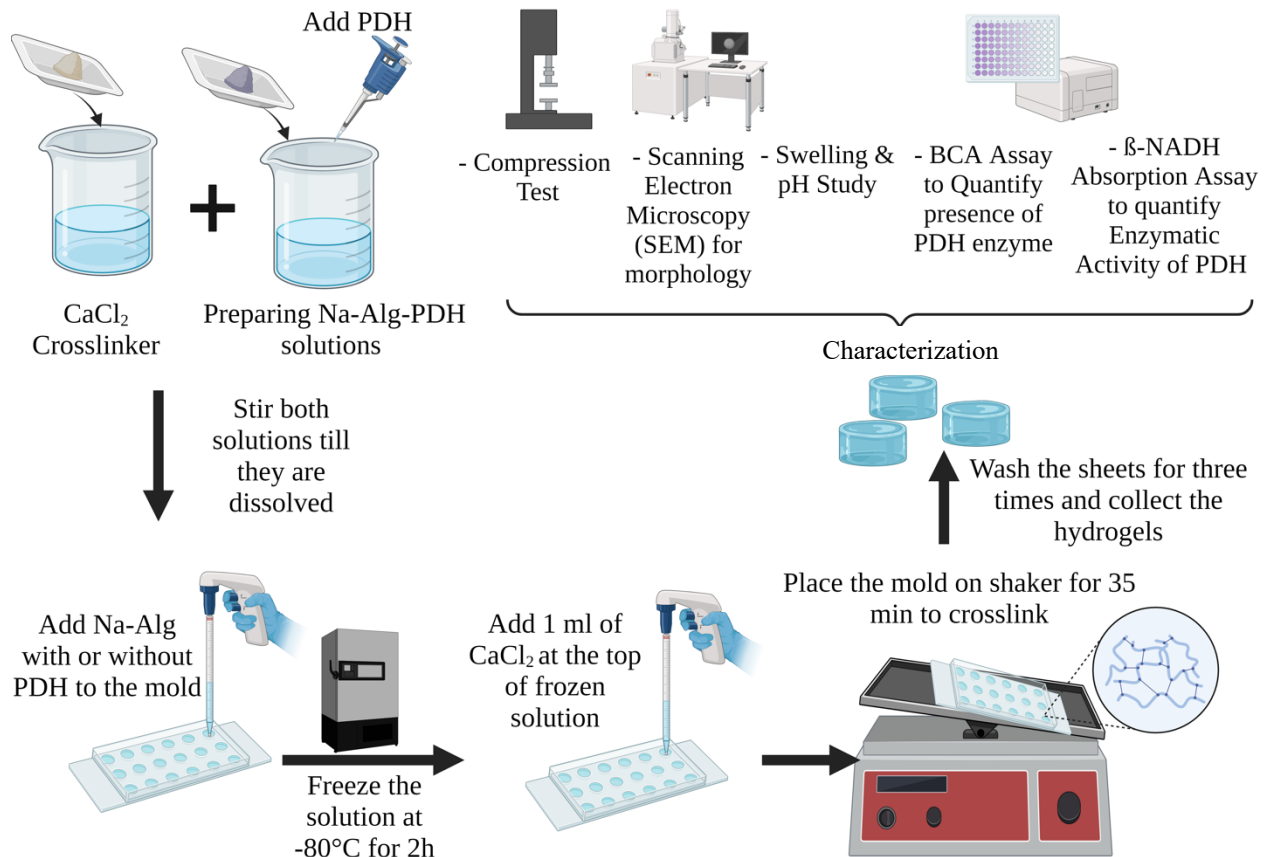 Add PDH
CaCl₂
Crosslinker
Preparing Na-Alg-PDH
solutions
- Compression
Test
- Scanning
Electron
Microscopy
(SEM) for
morphology
- Swelling &
pH Study
- BCA Assay
to Quantify
presence of
PDH enzyme
- ß-NADH
Absorption Assay
to quantify
Enzymatic
Activity of PDH
Characterization
Stir both
solutions till
they are
dissolved
Add Na-Alg
with or without
PDH to the mold
Freeze the
solution at
-80°C for 2h
Add 1 ml of
CaCl₂ at the top
of frozen
solution
Place the mold on shaker for 35
min to crosslink
Wash the sheets for three
times and collect the
hydrogels